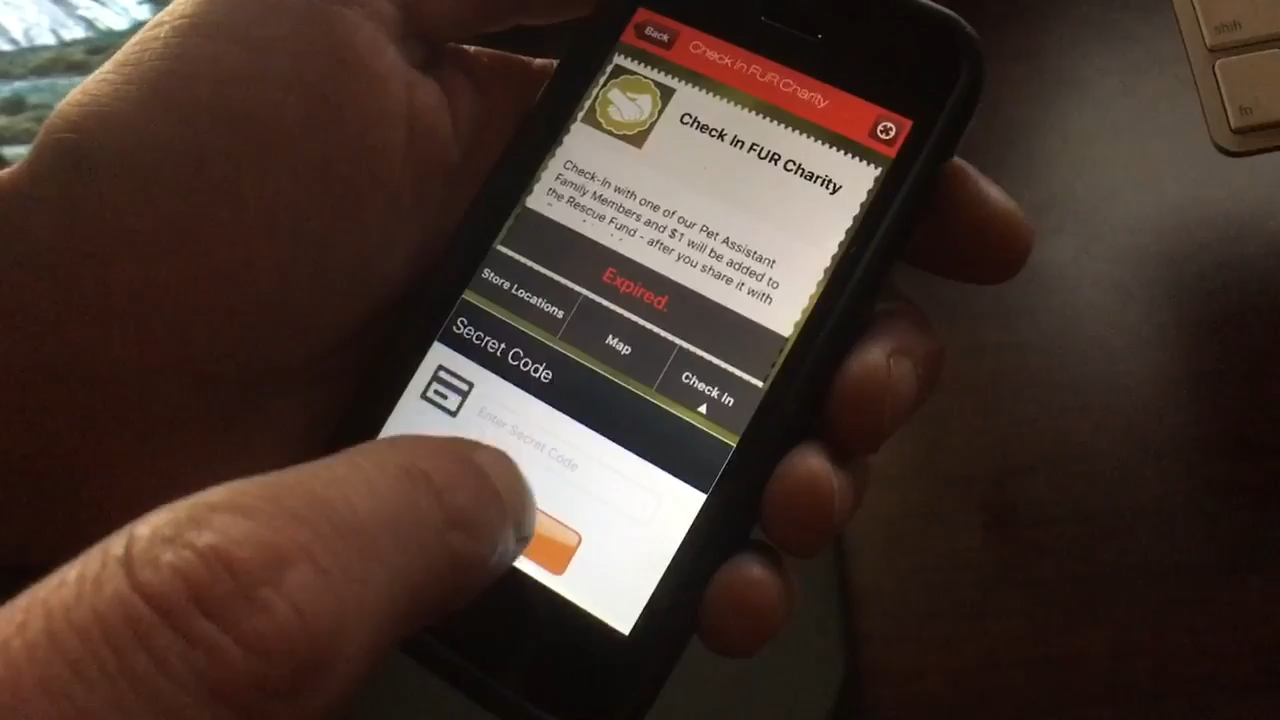 Back
Check In FUR Charity
Check In FUR Charity
Check-In with one of our Pet Assistant
Family Members and $1 will be added to
the Rescue Fund - after you share it with
Expired.
Store Locations
Map
Check In
Secret Code
Enter Secret Code
shift
fn